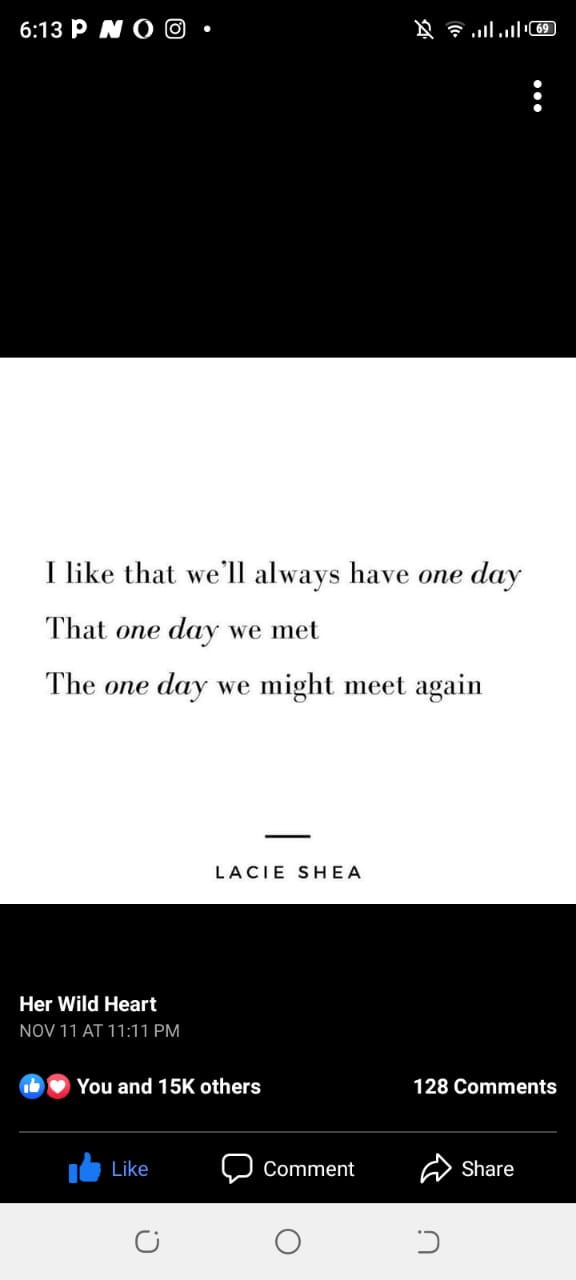 6:13
69
I like that we'll always have one day
That one day we met
The one day we might meet again
LACIE SHEA
Her Wild Heart
NOV 11 AT 11:11 PM
You and 15K others
128 Comments
Like
Comment
Share